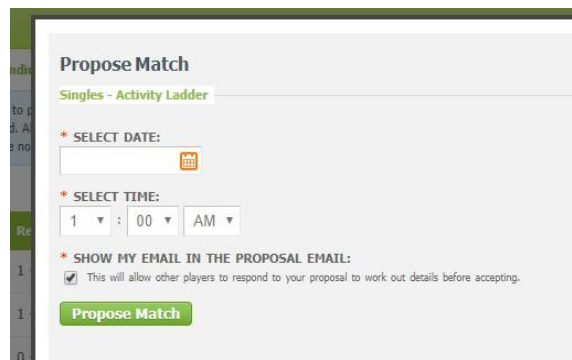 Propose Match
Singles - Activity Ladder
* SELECT DATE:
* SELECT TIME:
1 : 00 AM
* SHOW MY EMAIL IN THE PROPOSAL EMAIL:
This will allow other players to respond to your proposal to work out details before accepting.
Propose Match